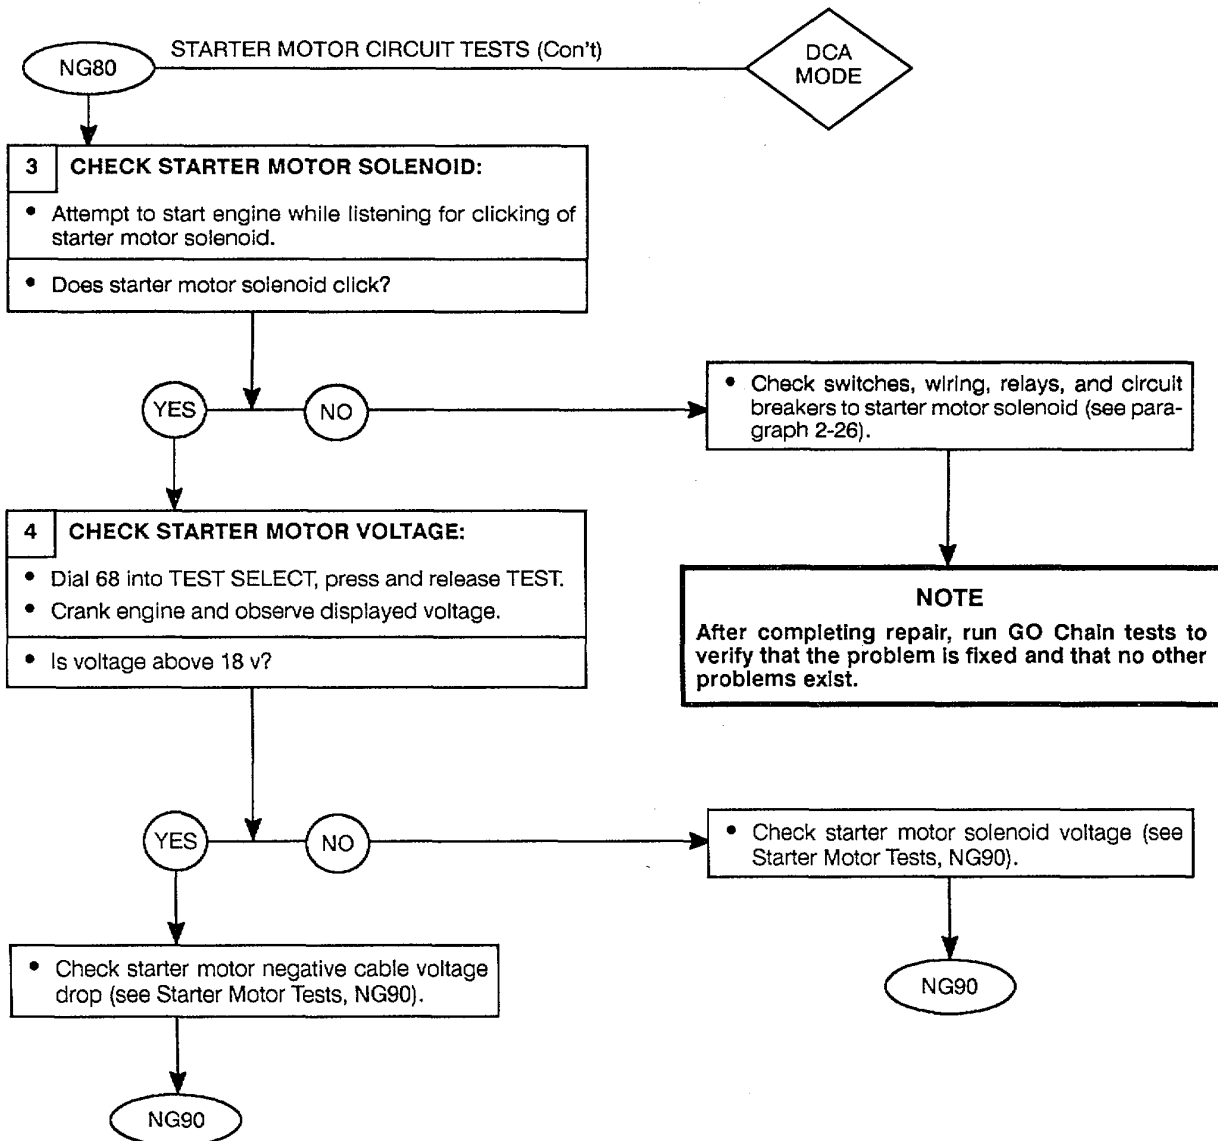 NG80
STARTER MOTOR CIRCUIT TESTS (Con't)
DCA
MODE
3 CHECK STARTER MOTOR SOLENOID:
• Attempt to start engine while listening for clicking of
starter motor solenoid.
• Does starter motor solenoid click?
YES
NO
• Check switches, wiring, relays, and circuit
breakers to starter motor solenoid (see para-
graph 2-26).
4 CHECK STARTER MOTOR VOLTAGE:
• Dial 68 into TEST SELECT, press and release TEST.
• Crank engine and observe displayed voltage.
• Is voltage above 18 v?
NOTE
After completing repair, run GO Chain tests to
verify that the problem is fixed and that no other
problems exist.
YES
NO
• Check starter motor solenoid voltage (see
Starter Motor Tests, NG90).
• Check starter motor negative cable voltage
drop (see Starter Motor Tests, NG90).
NG90
NG90